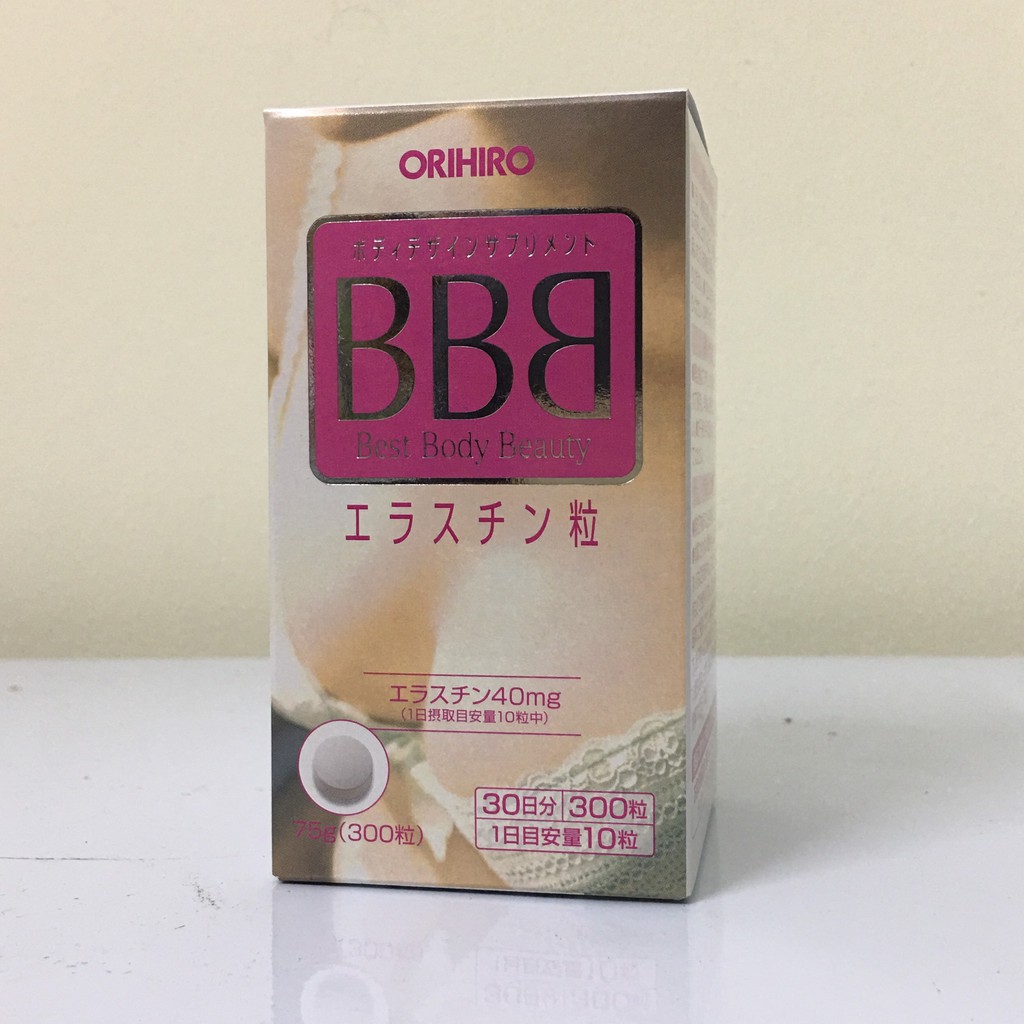 ORIHIRO
ボディデザインサプリメント
BBB
Best Body Beauty
エラスチン粒
エラスチン40mg
(1日摂取目安量10粒中)
75g(300粒)
30日分 300粒
1日目安量10粒